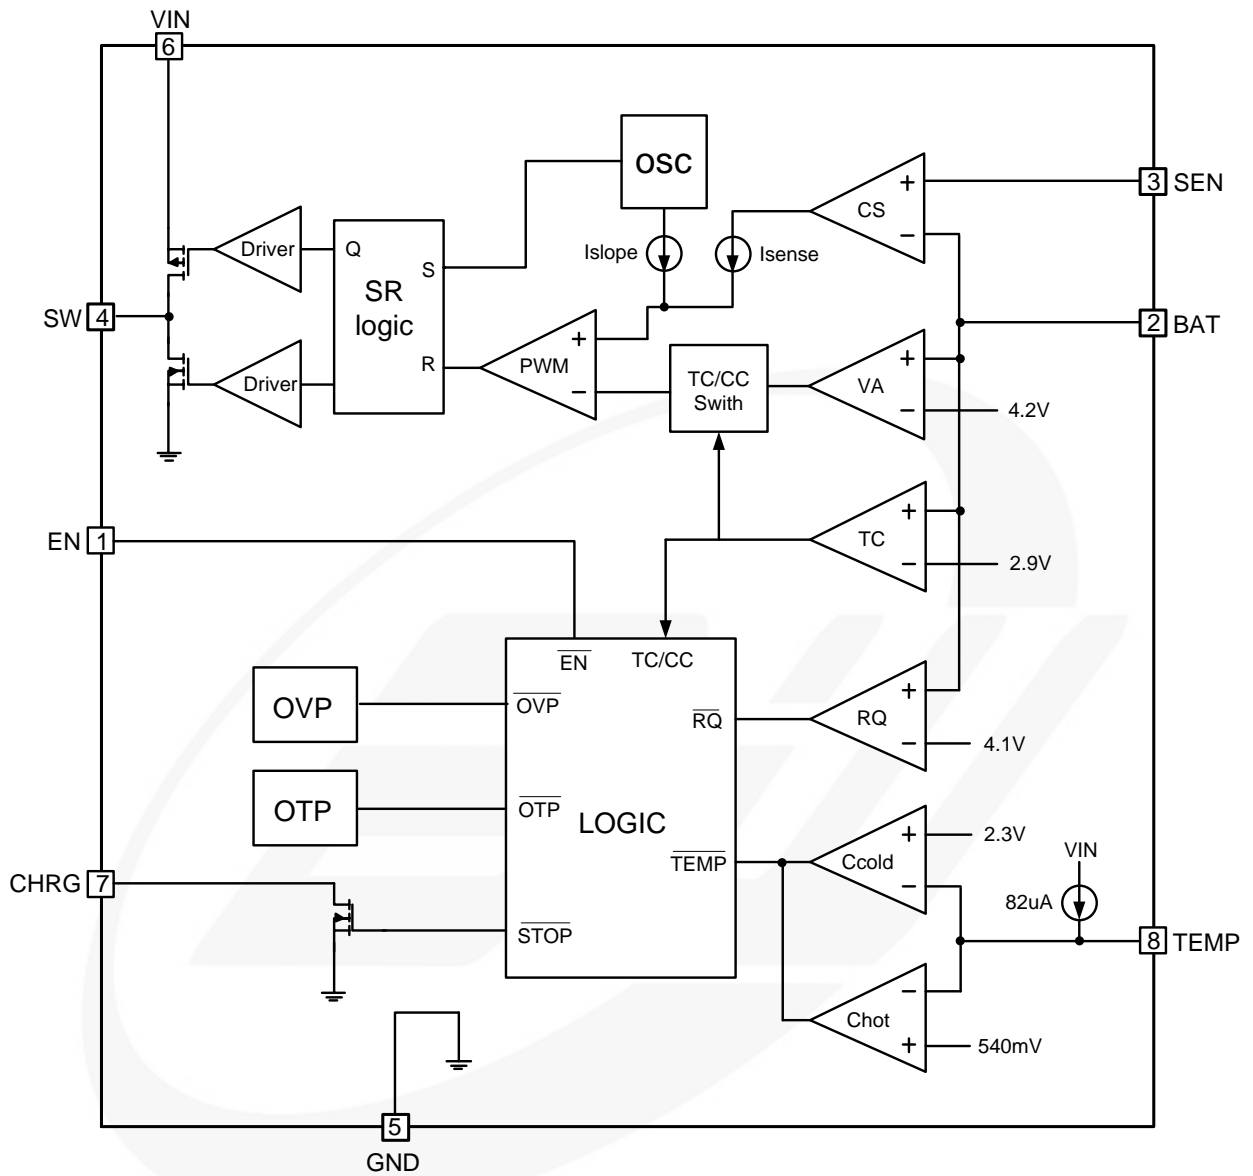 VIN
6
OSC
3 SEN
+
CS
−
Islope
Isense
Driver
Q
S
SR
logic
R
SW 4
2 BAT
+
PWM
−
TC/CC
Swith
+
VA
−
4.2V
Driver
EN 1
+
TC
−
2.9V
EN
TC/CC
OVP
OVP
RQ
+
RQ
−
4.1V
OTP
OTP
LOGIC
TEMP
+
Ccold
−
2.3V
VIN
82uA
CHRG 7
STOP
8 TEMP
−
Chot
+
540mV
5
GND